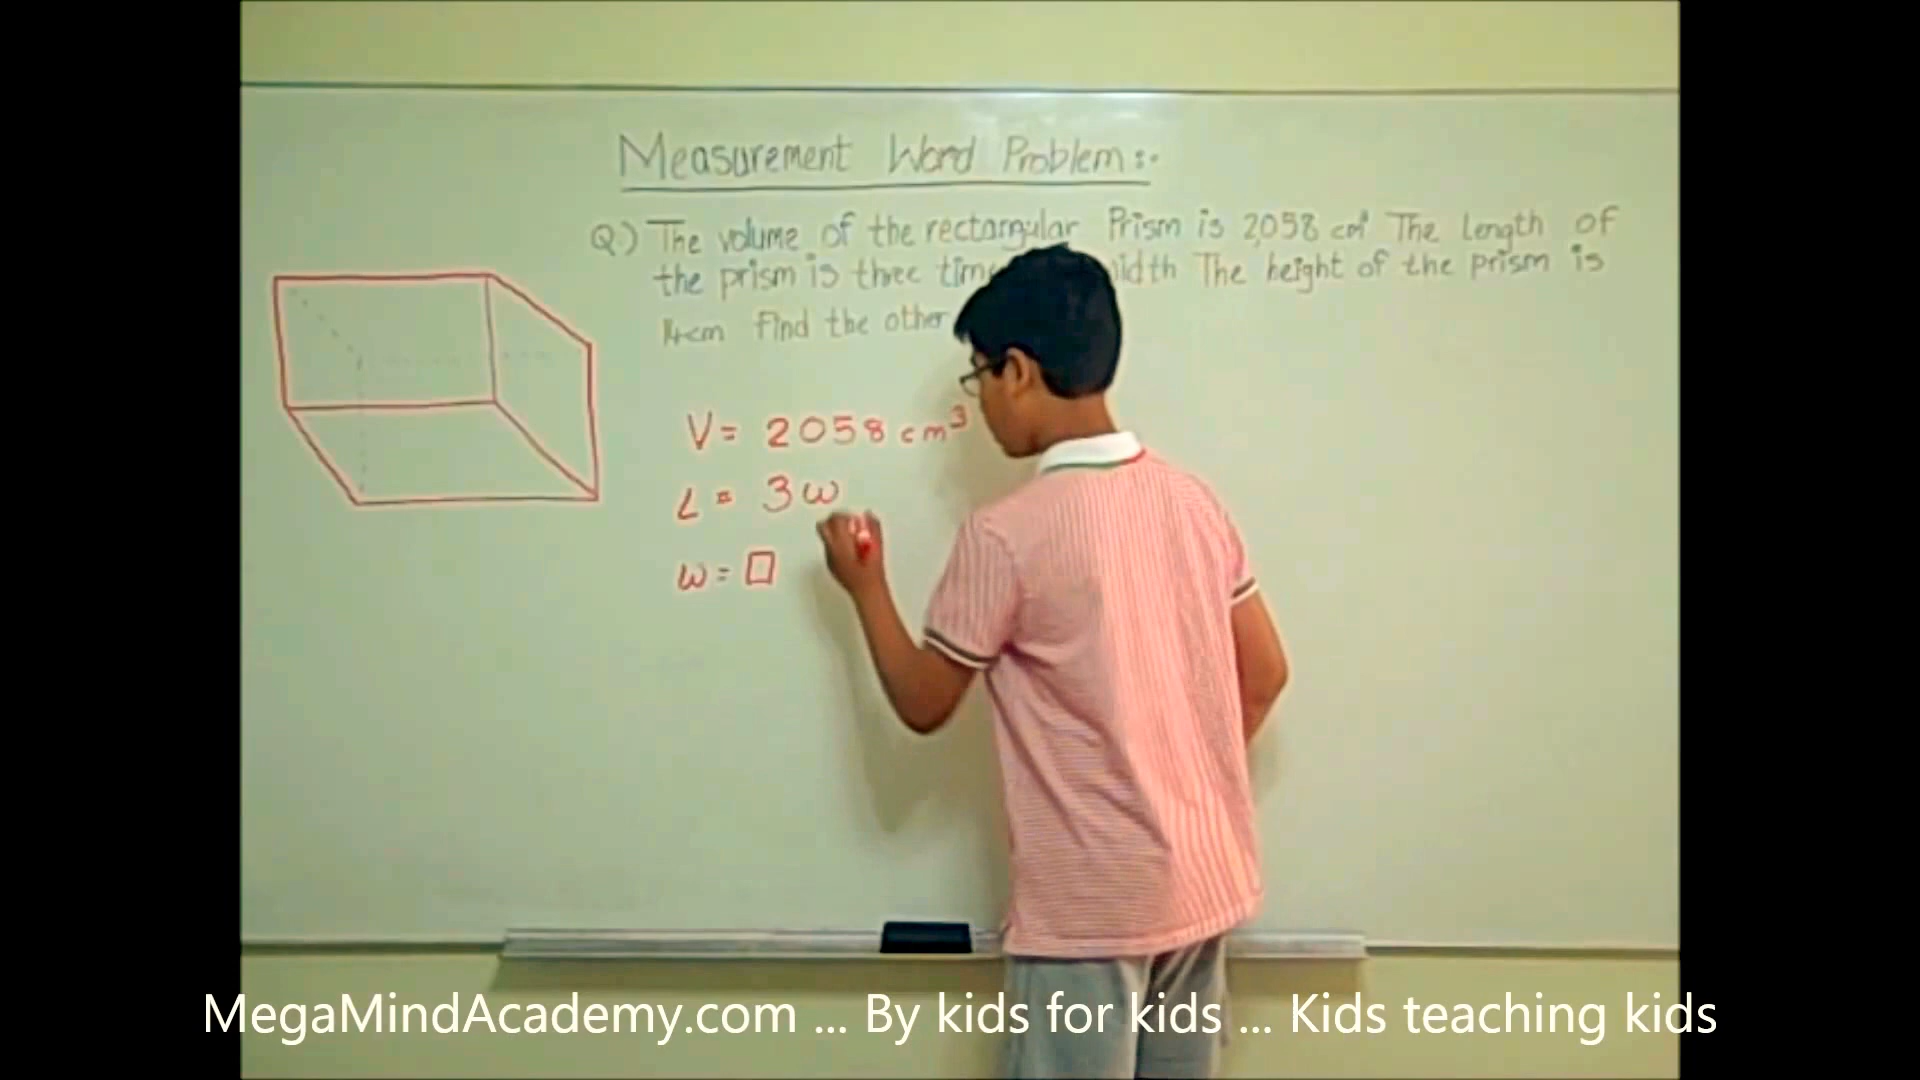 Measurement Word Problem:-
Q) The volume of the rectangular Prism is 2,058 cm³ The Length of
the prism is three width The height of the prism is
14cm Find the other
V= 2058 cm³
L = 3w
w = □
MegaMindAcademy.com ... By kids for kids ... Kids teaching kids